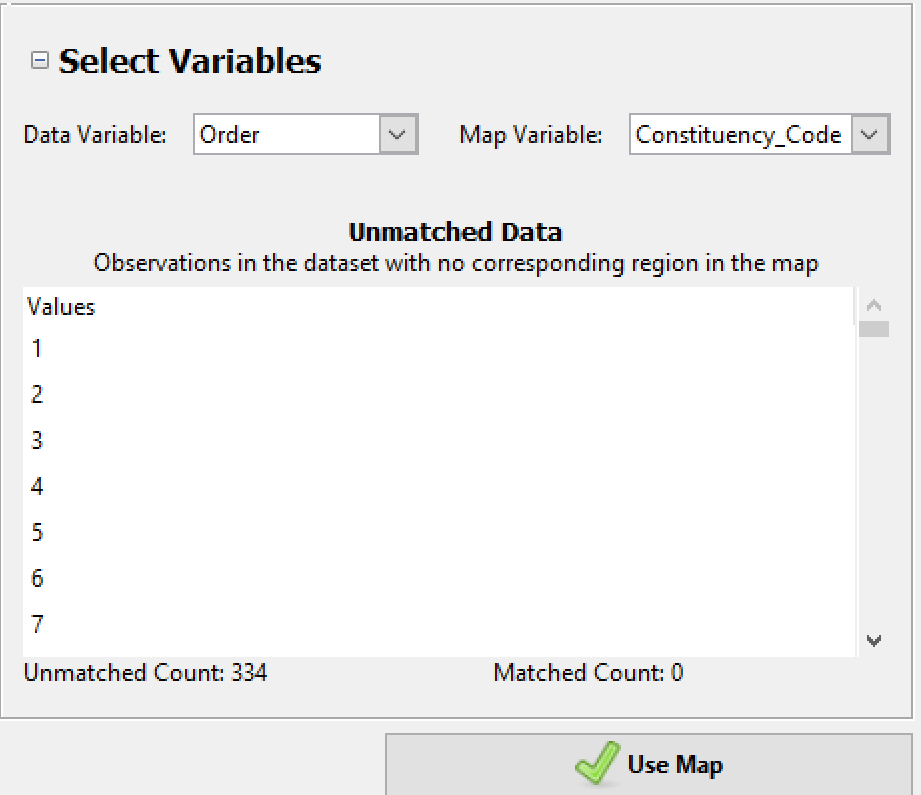 Select Variables
Data Variable: Order Map Variable: Constituency_Code
Unmatched Data
Observations in the dataset with no corresponding region in the map
Values
1
2
3
4
5
6
7
Unmatched Count: 334 Matched Count: 0
Use Map